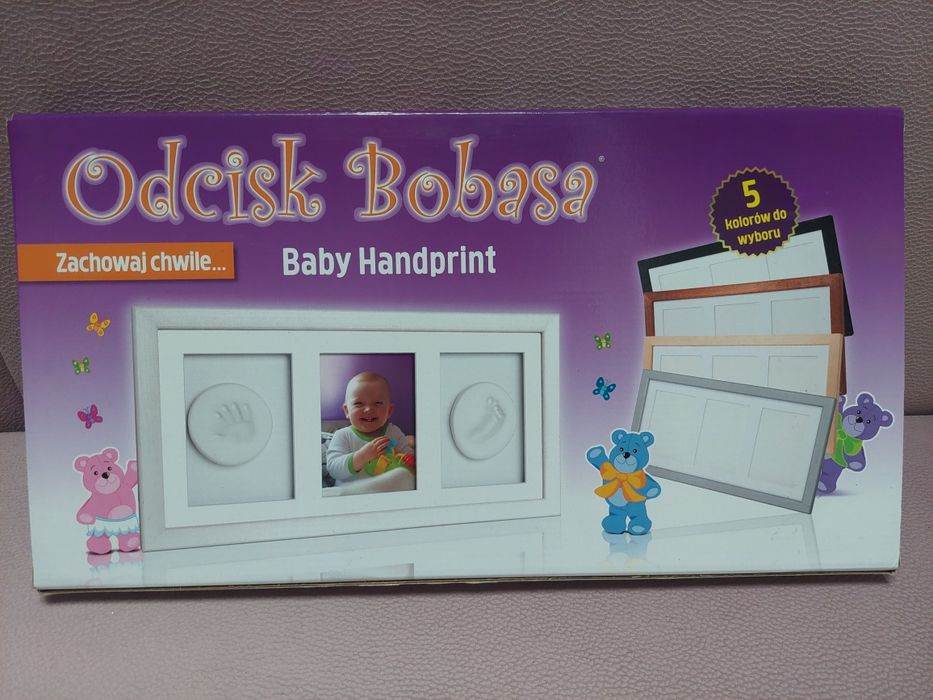 Odcisk Bobasa®
Zachowaj chwile...
Baby Handprint
5
kolorów do
wyboru